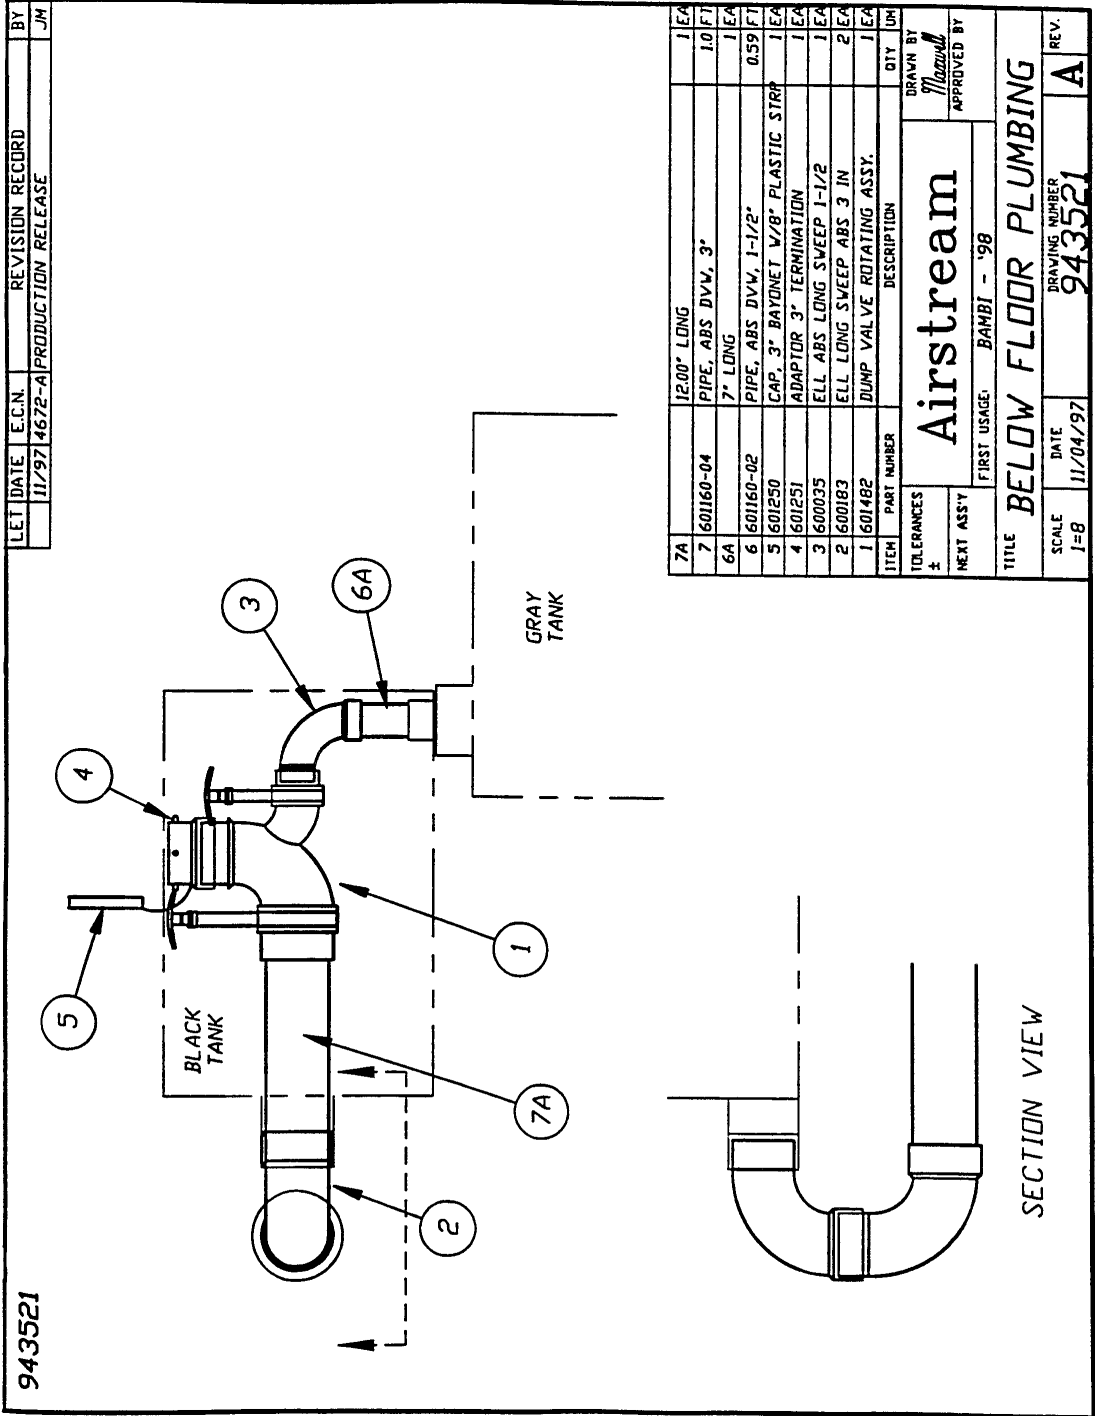 943521
LET DATE E.C.N. REVISION RECORD BY
11/97 4672-A PRODUCTION RELEASE JM
5
4
3
6A
BLACK
TANK
GRAY
TANK
7A
1
2
SECTION VIEW
7A 12.00" LONG 1 EA
7 601160-04 PIPE, ABS DVW, 3" 1.0 FT
6A 7" LONG 1 EA
6 601160-02 PIPE, ABS DVW, 1-1/2" 0.59 FT
5 601250 CAP, 3" BAYONET W/8" PLASTIC STRP 1 EA
4 601251 ADAPTOR 3" TERMINATION 1 EA
3 600035 ELL ABS LONG SWEEP 1-1/2 1 EA
2 600183 ELL LONG SWEEP ABS 3 IN 2 EA
1 601482 DUMP VALVE ROTATING ASSY. 1 EA
ITEM PART NUMBER DESCRIPTION QTY UM
TOLERANCES
±
NEXT ASS'Y
Airstream
FIRST USAGE: BAMBI - '98
DRAWN BY
Maxwell
APPROVED BY
TITLE BELOW FLOOR PLUMBING
SCALE
1=8
DATE
11/04/97
DRAWING NUMBER
943521
REV.
A